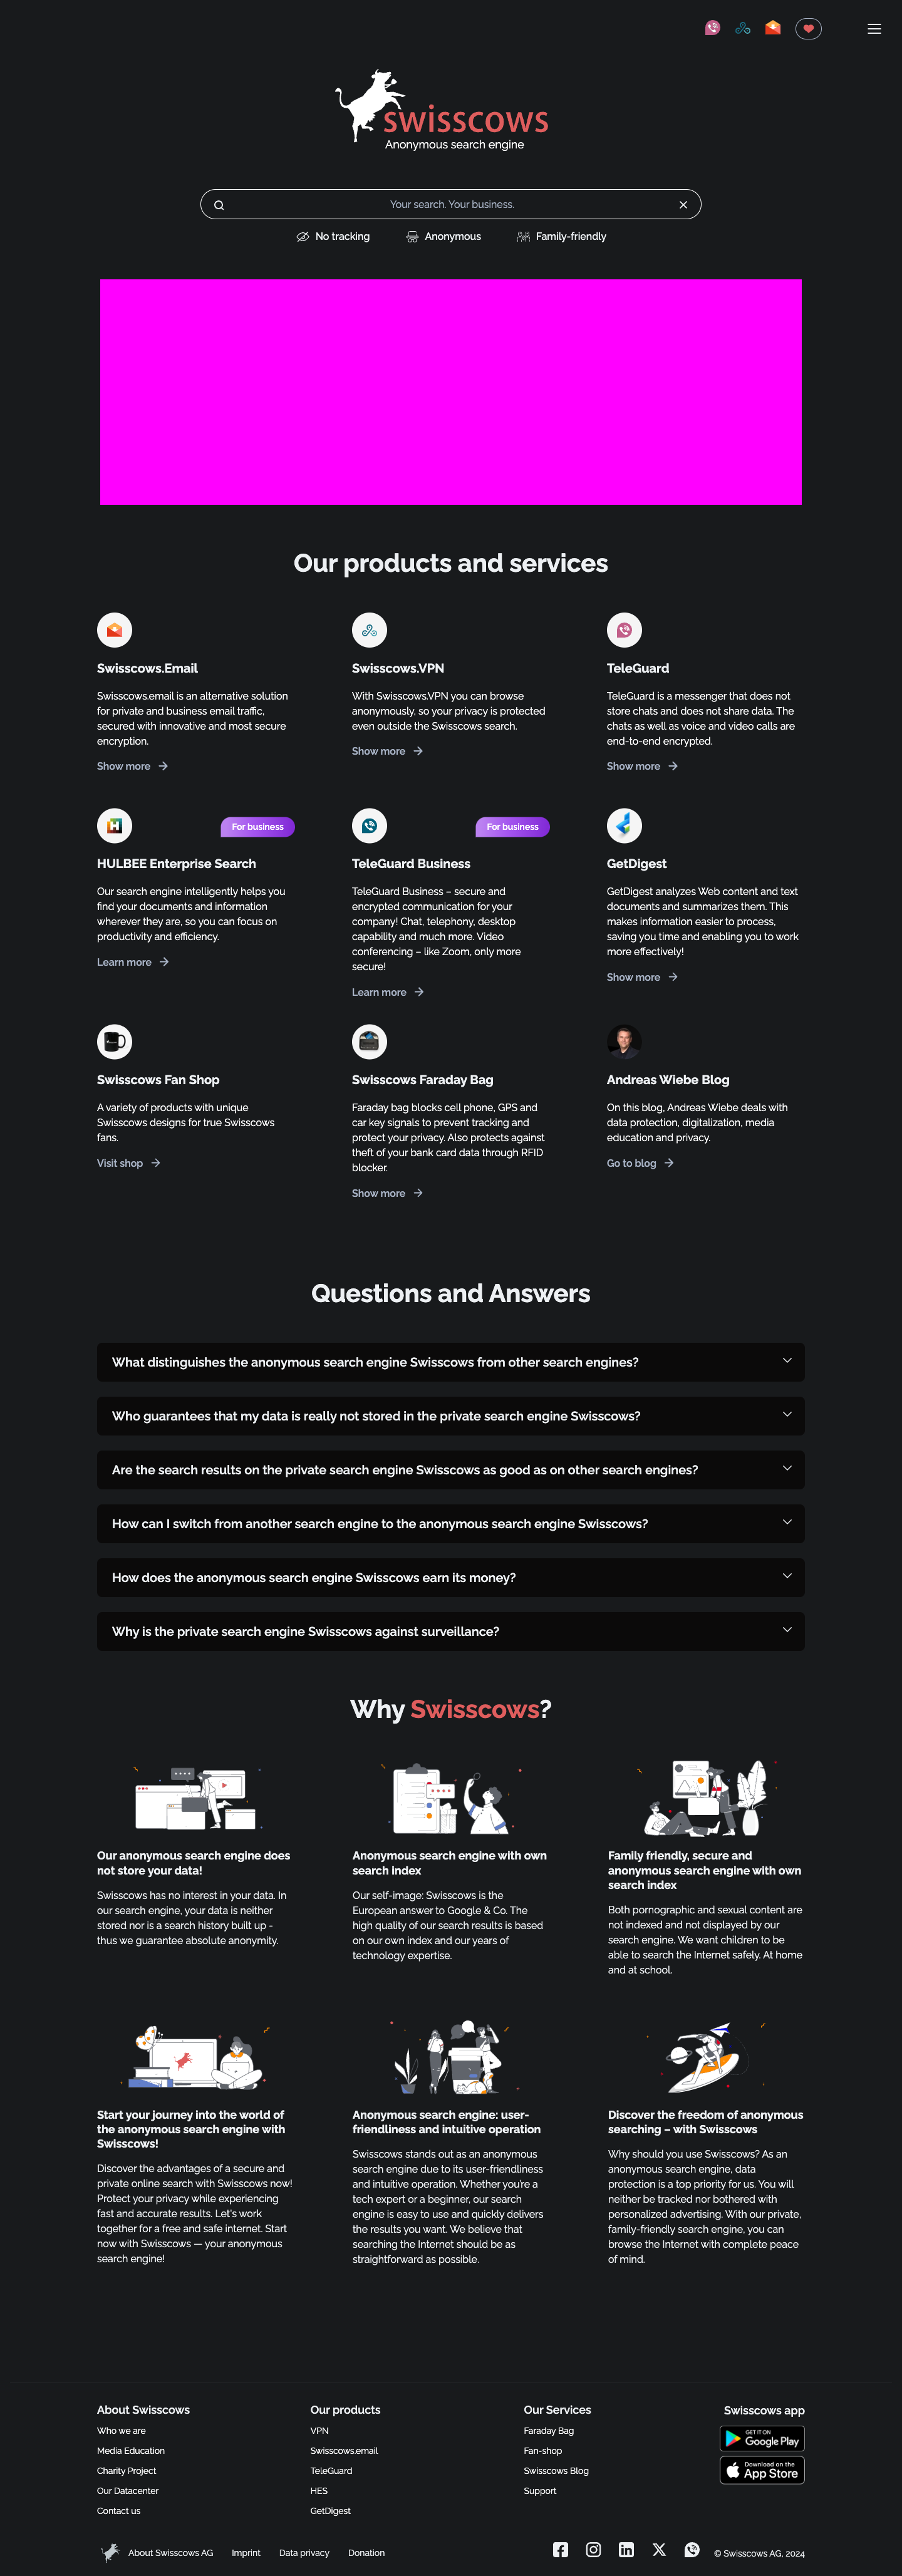 swisscows
Anonymous search engine
Your search. Your business.
No tracking
Anonymous
Family-friendly
Our products and services
Swisscows.Email
Swisscows.email is an alternative solution
for private and business email traffic,
secured with innovative and most secure
encryption.
Show more
Swisscows.VPN
With Swisscows.VPN you can browse
anonymously, so your privacy is protected
even outside the Swisscows search.
Show more
TeleGuard
TeleGuard is a messenger that does not
store chats and does not share data. The
chats as well as voice and video calls are
end-to-end encrypted.
Show more
For business
HULBEE Enterprise Search
Our search engine intelligently helps you
find your documents and information
wherever they are, so you can focus on
productivity and efficiency.
Learn more
For business
TeleGuard Business
TeleGuard Business – secure and
encrypted communication for your
company! Chat, telephony, desktop
capability and much more. Video
conferencing – like Zoom, only more
secure!
Learn more
GetDigest
GetDigest analyzes Web content and text
documents and summarizes them. This
makes information easier to process,
saving you time and enabling you to work
more effectively!
Show more
Swisscows Fan Shop
A variety of products with unique
Swisscows designs for true Swisscows
fans.
Visit shop
Swisscows Faraday Bag
Faraday bag blocks cell phone, GPS and
car key signals to prevent tracking and
protect your privacy. Also protects against
theft of your bank card data through RFID
blocker.
Show more
Andreas Wiebe Blog
On this blog, Andreas Wiebe deals with
data protection, digitalization, media
education and privacy.
Go to blog
Questions and Answers
What distinguishes the anonymous search engine Swisscows from other search engines?
Who guarantees that my data is really not stored in the private search engine Swisscows?
Are the search results on the private search engine Swisscows as good as on other search engines?
How can I switch from another search engine to the anonymous search engine Swisscows?
How does the anonymous search engine Swisscows earn its money?
Why is the private search engine Swisscows against surveillance?
Why Swisscows?
Our anonymous search engine does
not store your data!
Swisscows has no interest in your data. In
our search engine, your data is neither
stored nor is a search history built up -
thus we guarantee absolute anonymity.
Anonymous search engine with own
search index
Our self-image: Swisscows is the
European answer to Google & Co. The
high quality of our search results is based
on our own index and our years of
technology expertise.
Family friendly, secure and
anonymous search engine with own
search index
Both pornographic and sexual content are
not indexed and not displayed by our
search engine. We want children to be
able to search the Internet safely. At home
and at school.
Start your journey into the world of
the anonymous search engine with
Swisscows!
Discover the advantages of a secure and
private online search with Swisscows now!
Protect your privacy while experiencing
fast and accurate results. Let's work
together for a free and safe internet. Start
now with Swisscows — your anonymous
search engine!
Anonymous search engine: user-
friendliness and intuitive operation
Swisscows stands out as an anonymous
search engine due to its user-friendliness
and intuitive operation. Whether you're a
tech expert or a beginner, our search
engine is easy to use and quickly delivers
the results you want. We believe that
searching the Internet should be as
straightforward as possible.
Discover the freedom of anonymous
searching – with Swisscows
Why should you use Swisscows? As an
anonymous search engine, data
protection is a top priority for us. You will
neither be tracked nor bothered with
personalized advertising. With our private,
family-friendly search engine, you can
browse the Internet with complete peace
of mind.
About Swisscows
Who we are
Media Education
Charity Project
Our Datacenter
Contact us
Our products
VPN
Swisscows.email
TeleGuard
HES
GetDigest
Our Services
Faraday Bag
Fan-shop
Swisscows Blog
Support
Swisscows app
GET IT ON
Google Play
Download on the
App Store
About Swisscows AG
Imprint
Data privacy
Donation
© Swisscows AG, 2024